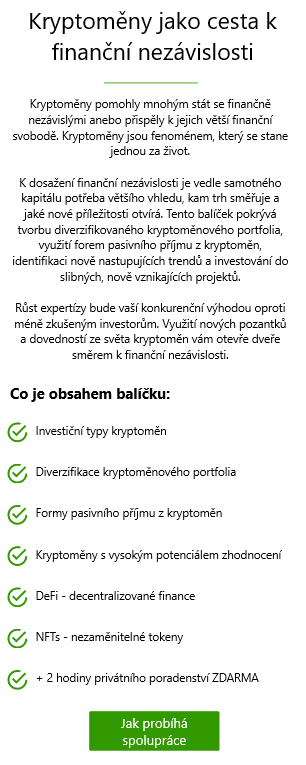 Kryptoměny jako cesta k
finanční nezávislosti
Kryptoměny pomohly mnohým stát se finančně
nezávislými anebo přispěly k jejich větší finanční
svobodě. Kryptoměny jsou fenoménem, který se stane
jednou za život.
K dosažení finanční nezávislosti je vedle samotného
kapitálu potřeba většího vhledu, kam trh směřuje a
jaké nové příležitosti otvírá. Tento balíček pokrývá
tvorbu diverzifikovaného kryptoměnového portfolia,
využití forem pasivního příjmu z kryptoměn,
identifikaci nově nastupujících trendů a investování do
slibných, nově vznikajících projektů.
Růst expertízy bude vaší konkurenční výhodou oproti
méně zkušeným investorům. Využití nových pozantků
a dovedností ze světa kryptoměn vám otevře dveře
směrem k finanční nezávislosti.
Co je obsahem balíčku:
Investiční typy kryptoměn
Diverzifikace kryptoměnového portfolia
Formy pasivního příjmu z kryptoměn
Kryptoměny s vysokým potenciálem zhodnocení
DeFi - decentralizované finance
NFTs - nezaměnitelné tokeny
+ 2 hodiny privátního poradenství ZDARMA
Jak probíhá
spolupráce